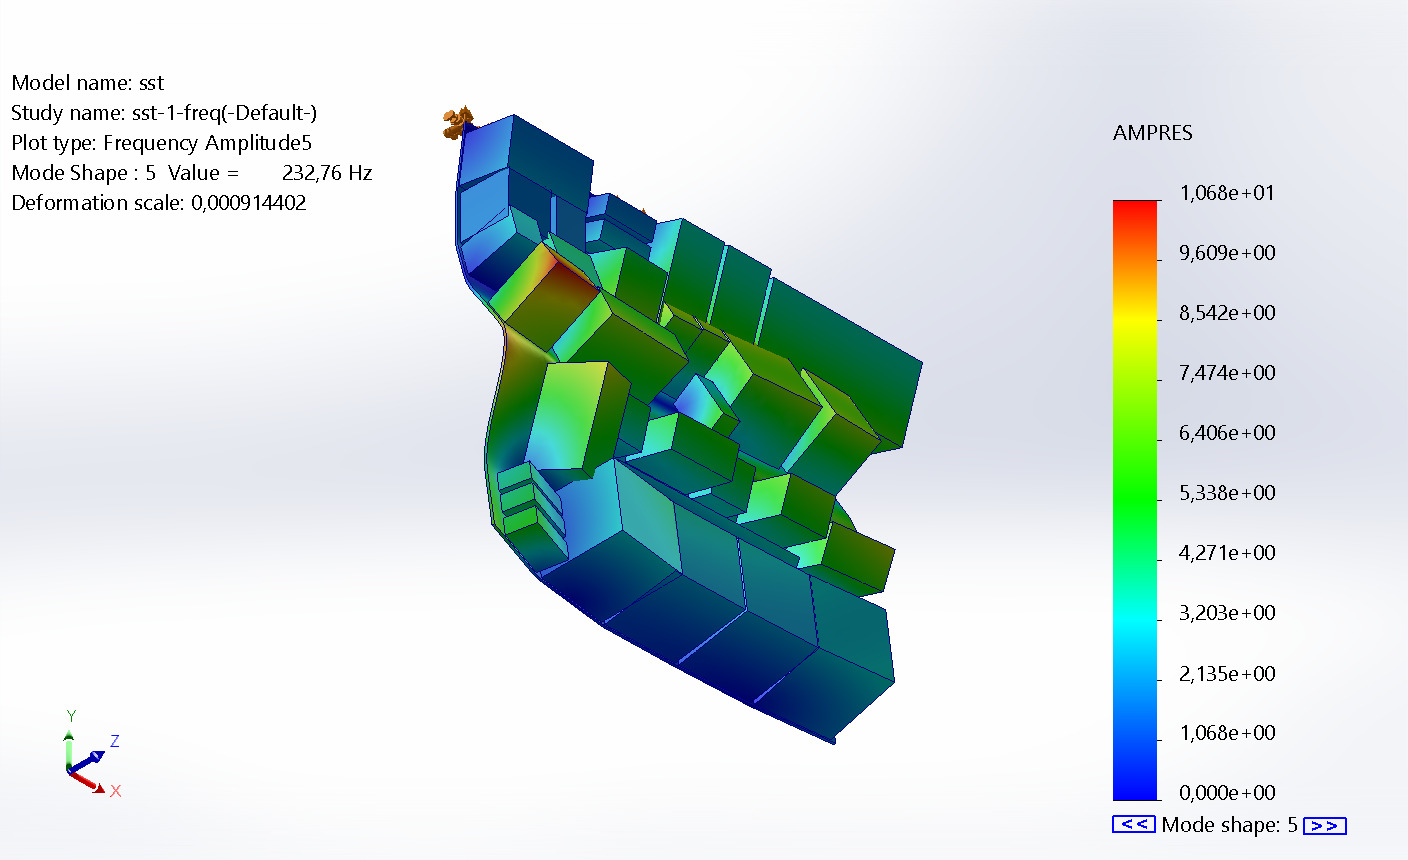 Model name: sst
Study name: sst-1-freq(-Default-)
Plot type: Frequency Amplitude5
Mode Shape : 5 Value = 232,76 Hz
Deformation scale: 0,000914402
AMPRES
1,068e+01
9,609e+00
8,542e+00
7,474e+00
6,406e+00
5,338e+00
4,271e+00
3,203e+00
2,135e+00
1,068e+00
0,000e+00
<< Mode shape: 5 >>
Y
Z
X